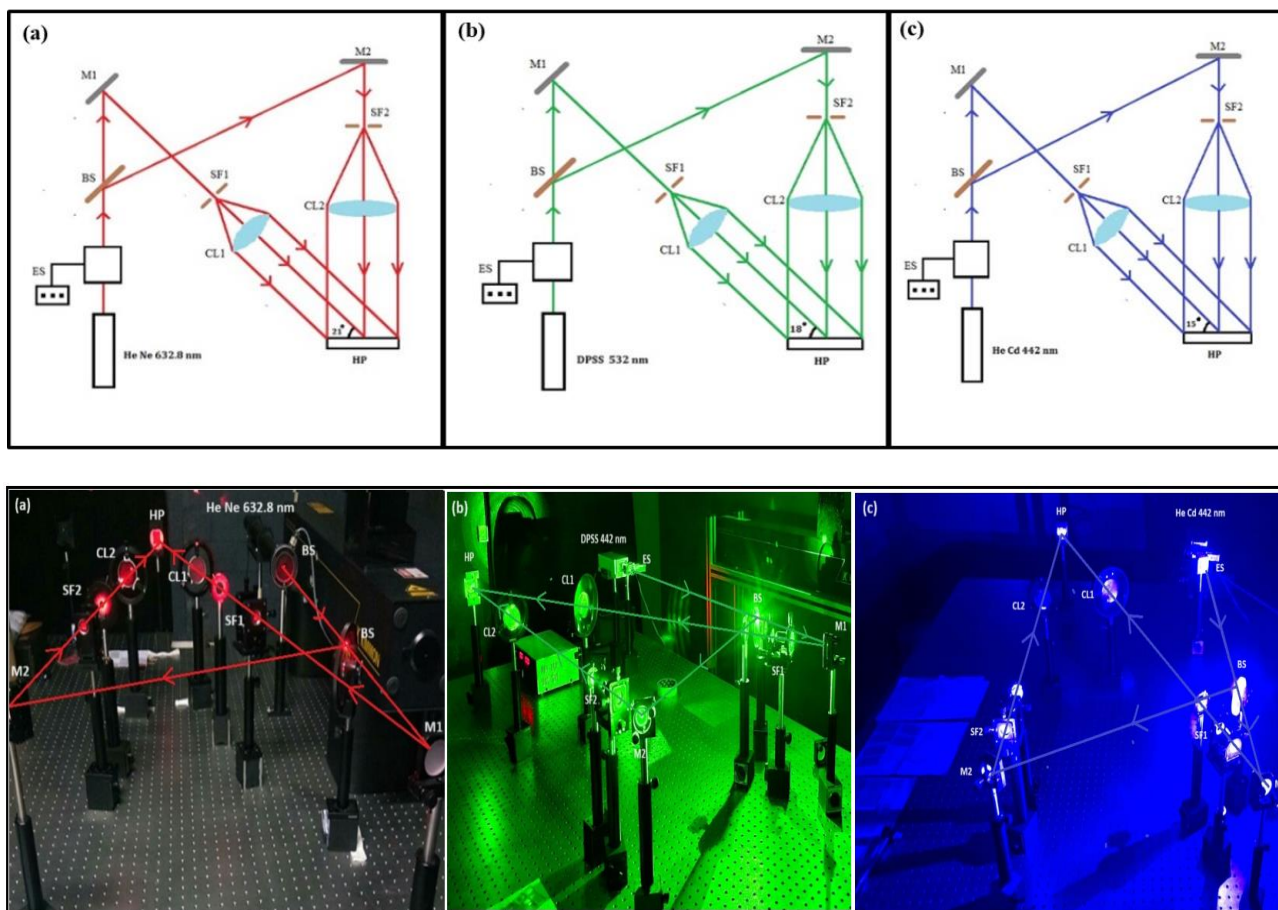 (a)
M2
M1
SF2
BS
SF1
CL2
CL1
ES
21°
He Ne 632.8 nm
HP
(b)
M2
M1
SF2
BS
SF1
CL2
CL1
ES
18°
DPSS 532 nm
HP
(c)
M2
M1
SF2
BS
SF1
CL2
CL1
ES
15°
He Cd 442 nm
HP
(a)
He Ne 632.8 nm
HP
CL2
CL1
BS
SF2
SF1
BS
M2
M1
(b)
DPSS 442 nm
HP
ES
CL1
BS
CL2
M1
SF1
SF2
M2
(c)
HP
He Cd 442 nm
ES
CL2
CL1
BS
SF2
SF1
M2